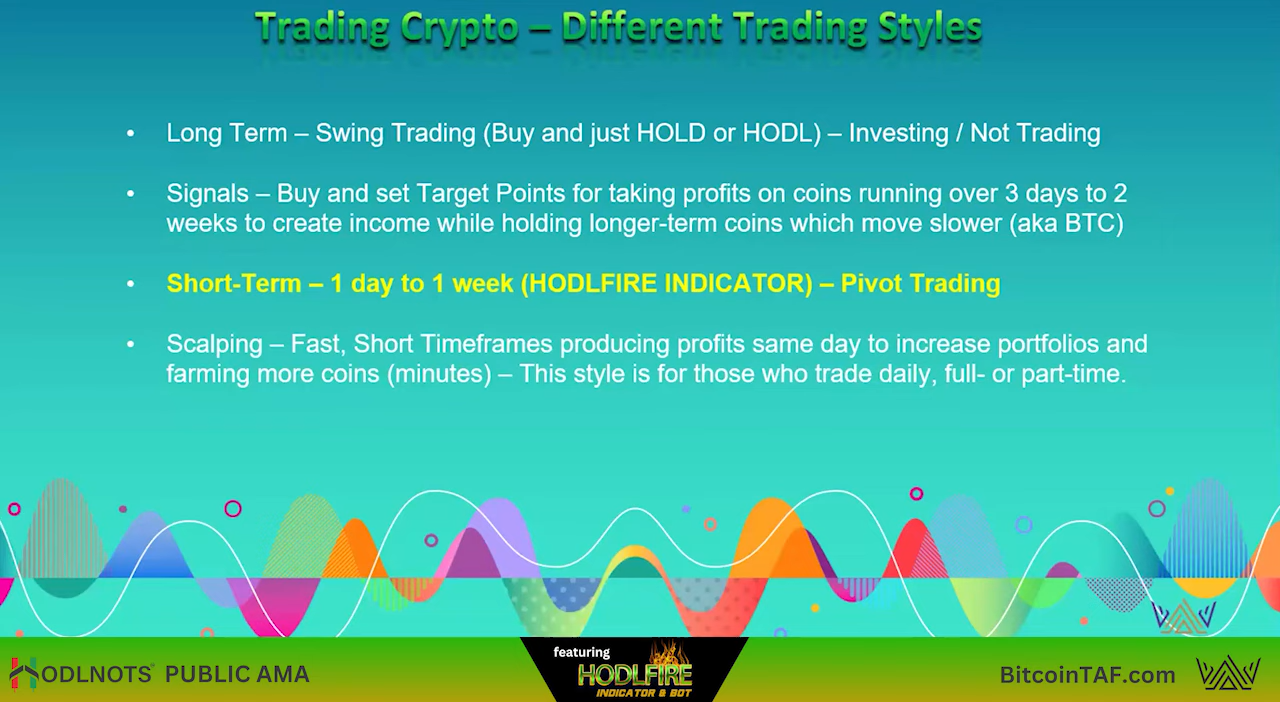 Trading Crypto – Different Trading Styles
• Long Term – Swing Trading (Buy and just HOLD or HODL) – Investing / Not Trading
• Signals – Buy and set Target Points for taking profits on coins running over 3 days to 2
weeks to create income while holding longer-term coins which move slower (aka BTC)
• Short-Term – 1 day to 1 week (HODLFIRE INDICATOR) – Pivot Trading
• Scalping – Fast, Short Timeframes producing profits same day to increase portfolios and
farming more coins (minutes) – This style is for those who trade daily, full- or part-time.
HODLNOTS® PUBLIC AMA
featuring
HODLFIRE
INDICATOR & BOT
BitcoinTAF.com